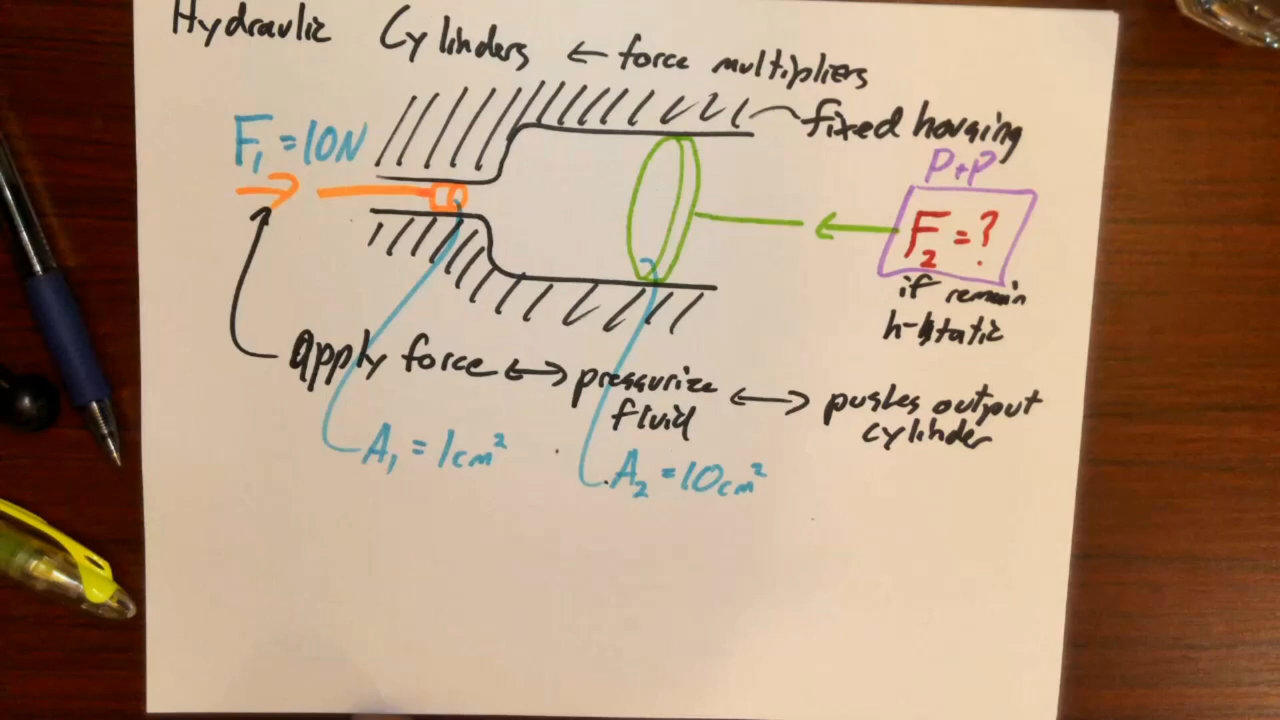 Hydraulic Cylinders ← force multipliers
fixed housing
F₁ = 10N
P+P
F₂ = ?
if remain
h-static
apply force ↔ pressurize fluid ↔ pushes output cylinder
A₁ = 1cm²
A₂ = 10cm²